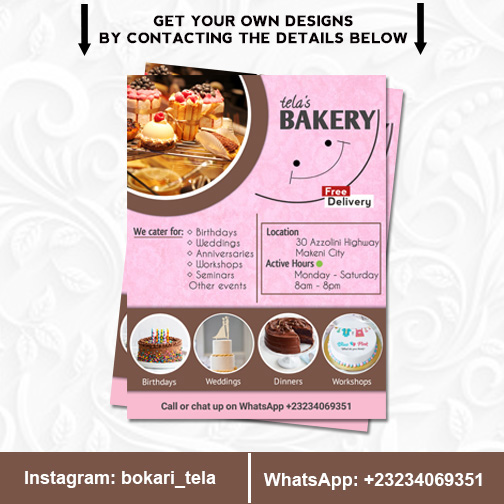 GET YOUR OWN DESIGNS
BY CONTACTING THE DETAILS BELOW
tela's
BAKERY
Free
Delivery
We cater for:
Birthdays
Weddings
Anniversaries
Workshops
Seminars
Other events
Location
30 Azzolini Highway
Makeni City
Active Hours
Monday - Saturday
8am - 8pm
Birthdays
Weddings
Dinners
Workshops
Call or chat up on WhatsApp +23234069351
Instagram: bokari_tela
WhatsApp: +23234069351